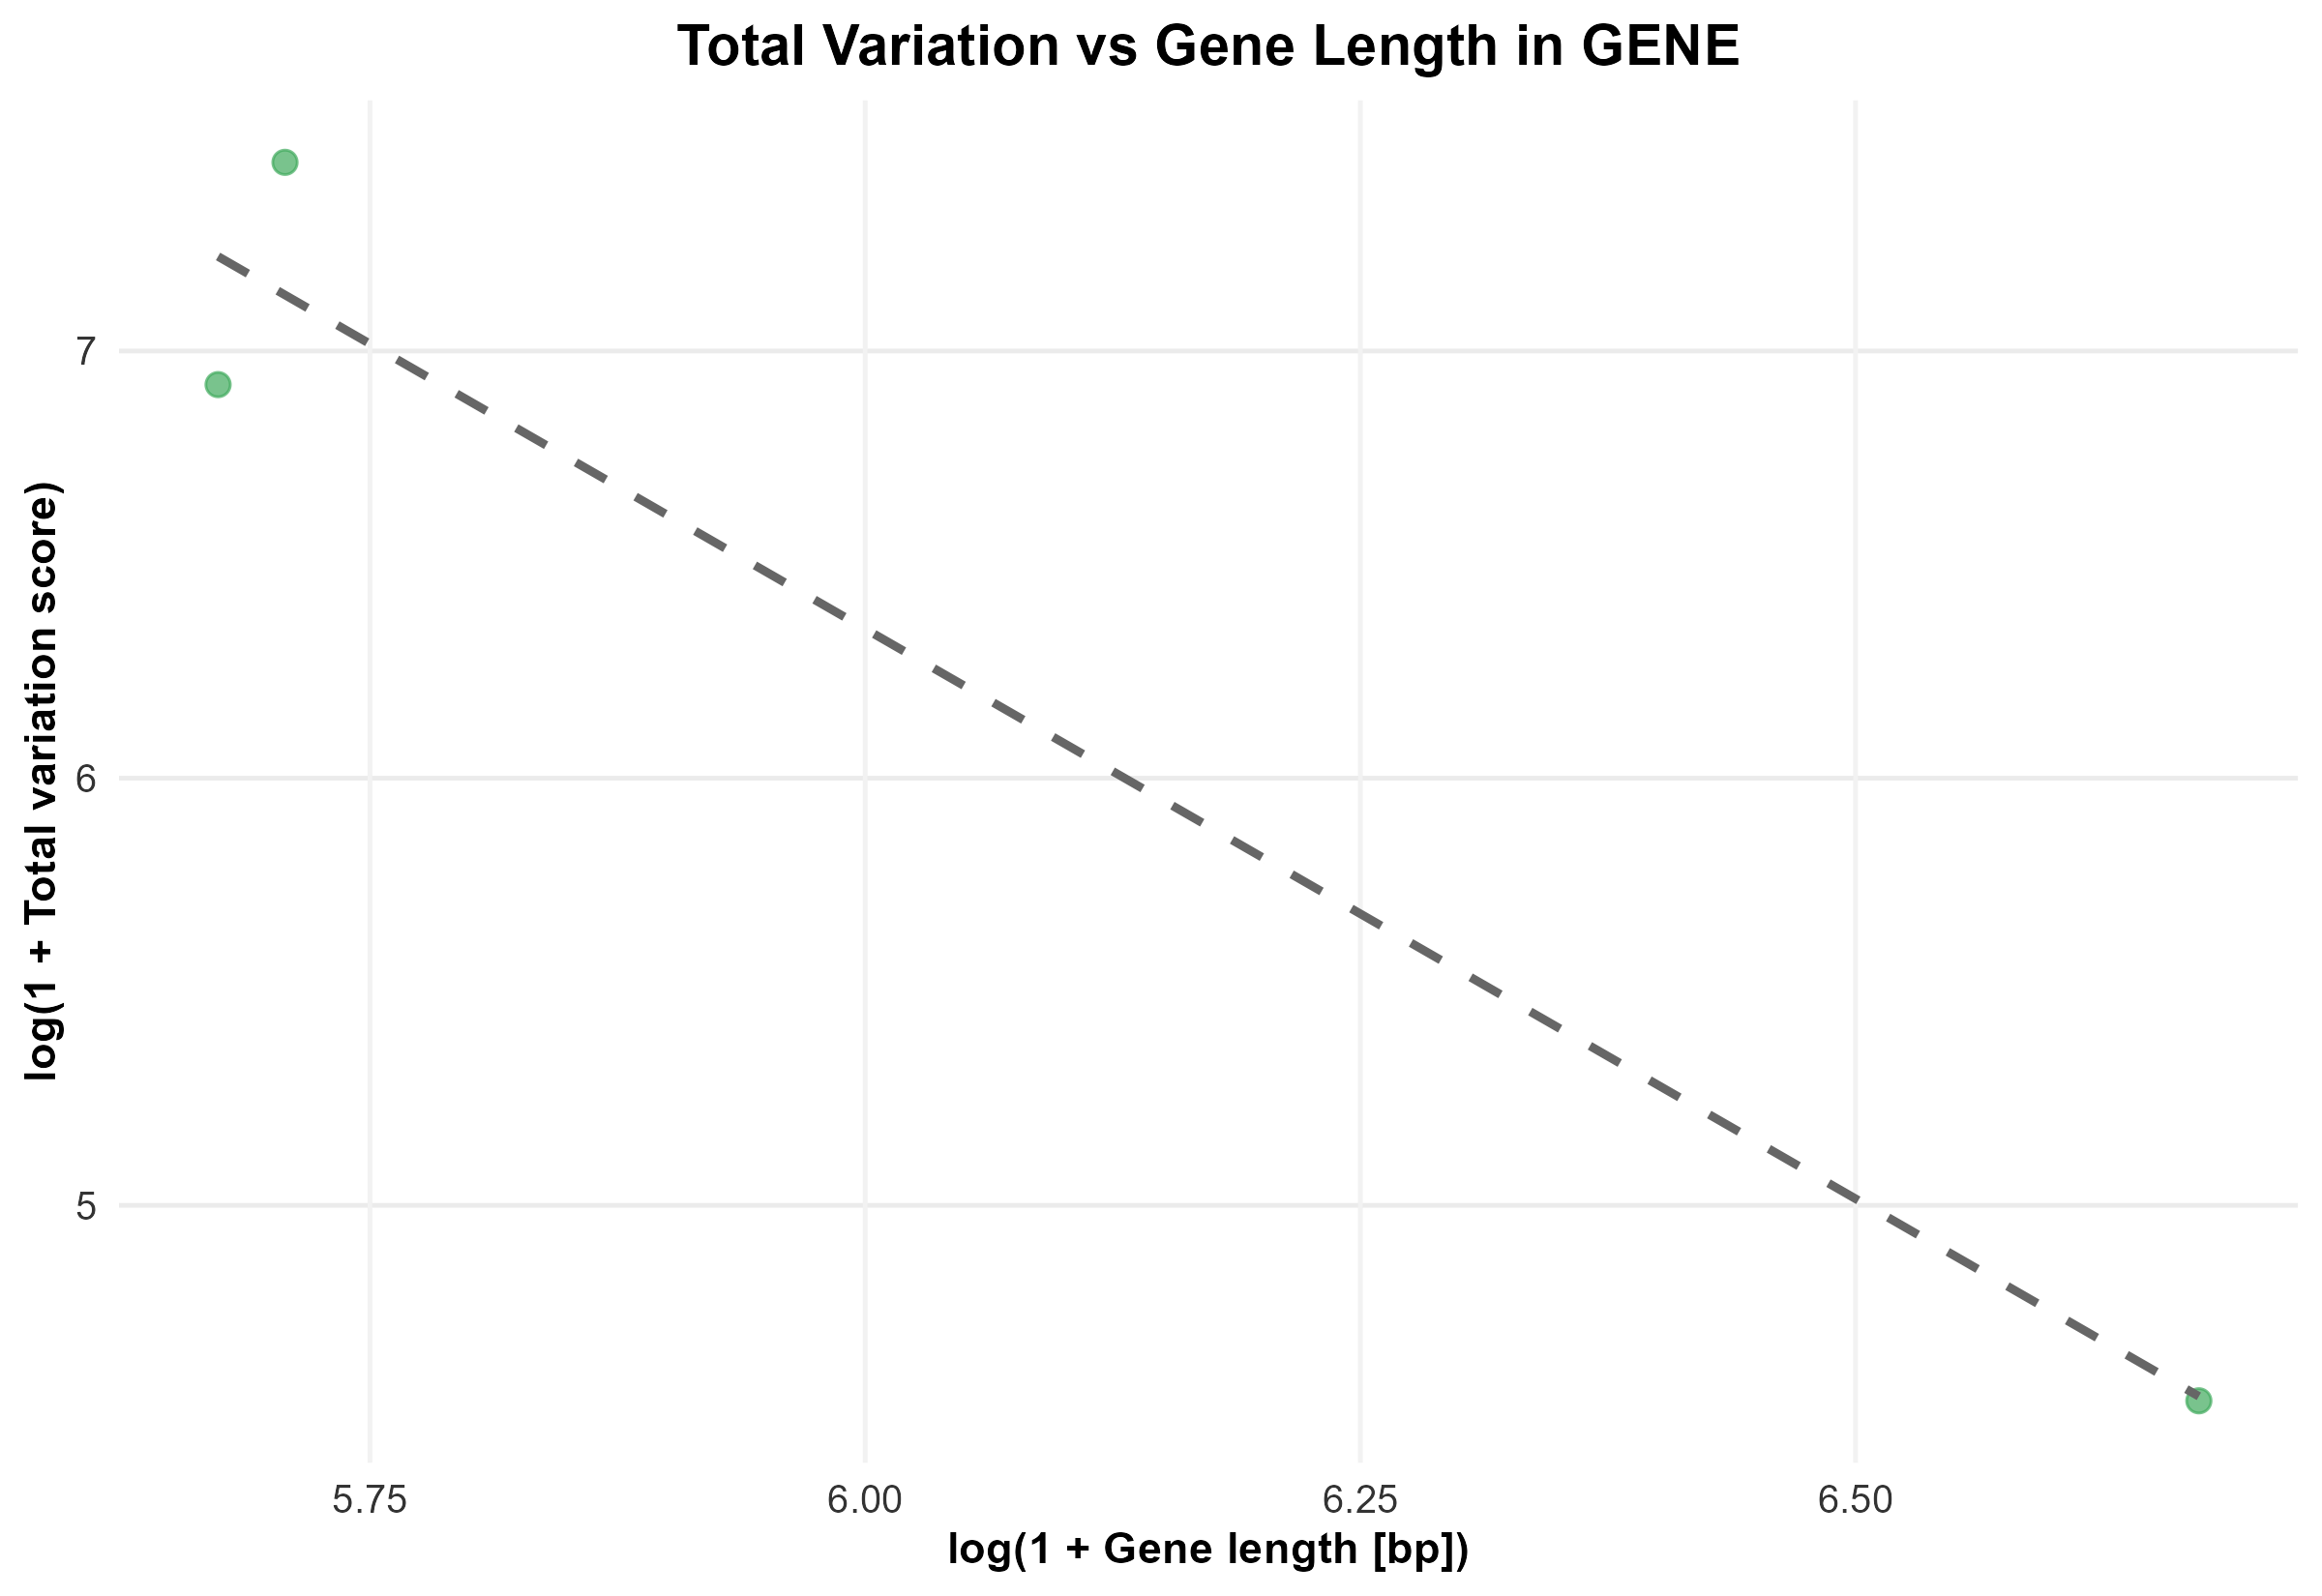 Total Variation vs Gene Length in GENE
log(1 + Total variation score)
7
6
5
5.75
6.00
6.25
6.50
log(1 + Gene length [bp])